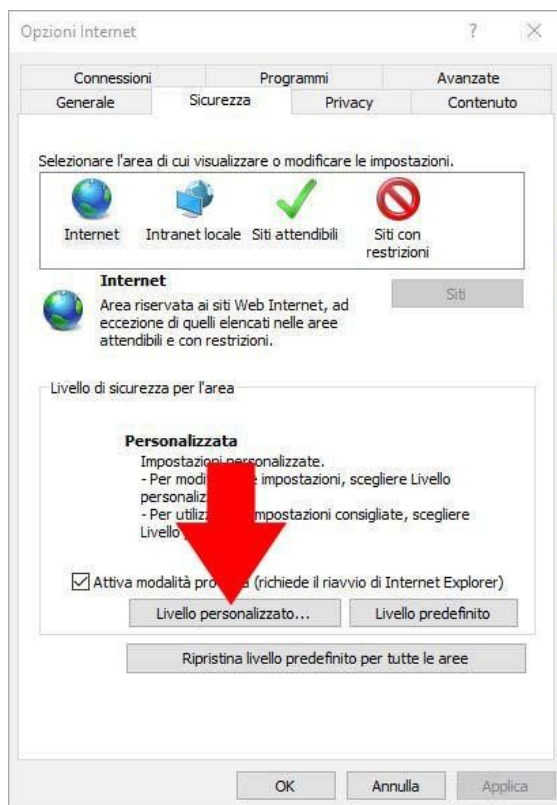 Opzioni Internet
?
Connessioni Programmi Avanzate
Generale Sicurezza Privacy Contenuto
Selezionare l'area di cui visualizzare o modificare le impostazioni.
Internet Intranet locale Siti attendibili Siti con
restrizioni
Internet
Siti
Area riservata ai siti Web Internet, ad
eccezione di quelli elencati nelle aree
attendibili e con restrizioni.
Livello di sicurezza per l'area
Personalizzata
Impostazioni personalizzate.
- Per impostazioni, scegliere Livello
- Per impostazioni consigliate, scegliere
Livello
Attiva modalità (richiede il riavvio di Internet Explorer)
Livello personalizzato... Livello predefinito
Ripristina livello predefinito per tutte le aree
OK Annulla Applica